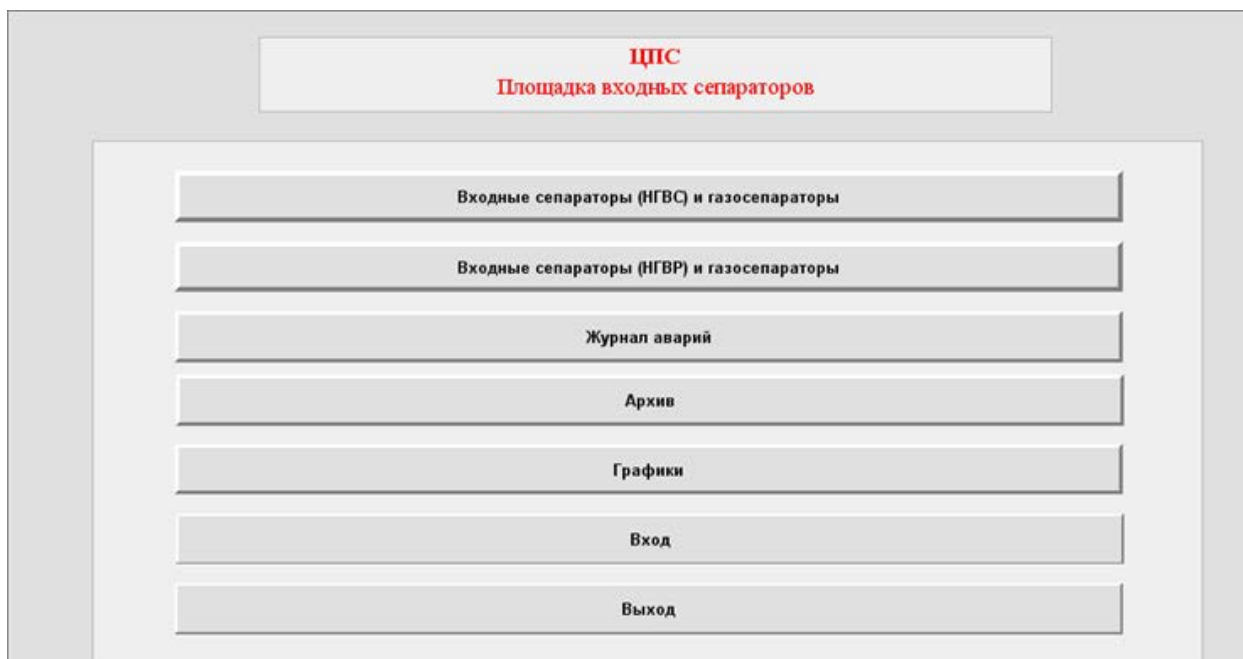 ЦПС
Площадка входных сепараторов
Входные сепараторы (НГВС) и газосепараторы
Входные сепараторы (НГВР) и газосепараторы
Журнал аварий
Архив
Графики
Вход
Выход